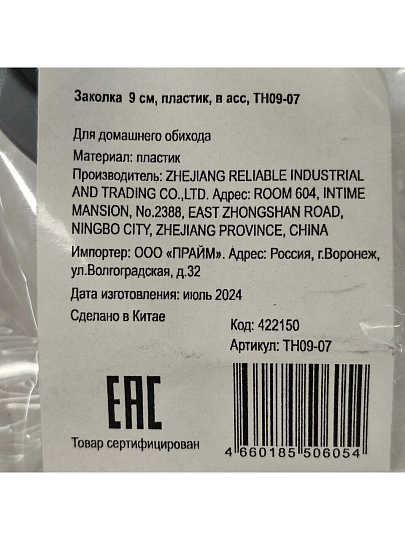 Заколка 9 см, пластик, в асс, TH09-07
Для домашнего обихода
Материал: пластик
Производитель: ZHEJIANG RELIABLE INDUSTRIAL
AND TRADING CO.,LTD. Адрес: ROOM 604, INTIME
MANSION, No.2388, EAST ZHONGSHAN ROAD,
NINGBO CITY, ZHEJIANG PROVINCE, CHINA
Импортер: ООО «ПРАЙМ». Адрес: Россия, г.Воронеж,
ул.Волгоградская, д.32
Дата изготовления: июль 2024
Сделано в Китае
Код: 422150
Артикул: TH09-07
EAC
Товар сертифицирован
4 660185 506054